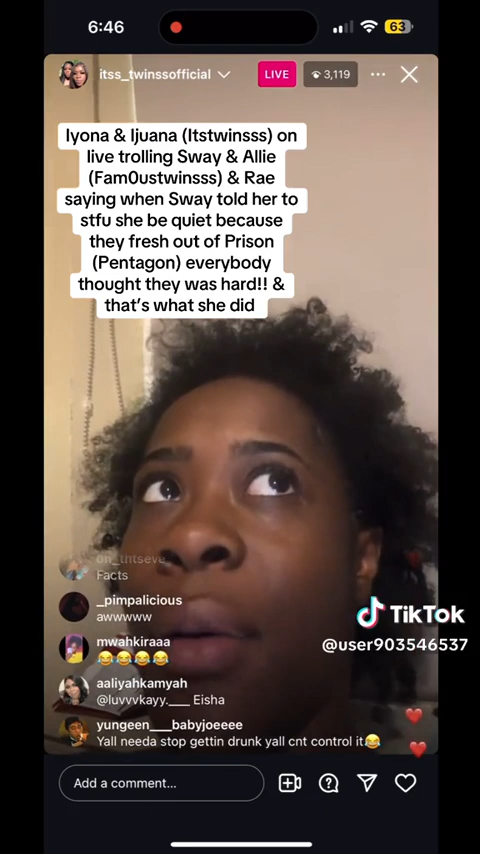 6:46
63
itss_twinssofficial
LIVE
3,119
Iyona & Ijuana (Itstwinsss) on
live trolling Sway & Allie
(Fam0ustwinsss) & Rae
saying when Sway told her to
stfu she be quiet because
they fresh out of Prison
(Pentagon) everybody
thought they was hard!! &
that's what she did
on_thtseve
Facts
_pimpalicious
awwwww
mwahkiraaa
😂😂😂😂
aaliyahkamyah
@luvvvkayy.___ Eisha
yungeen___babyjoeeee
Yall needa stop gettin drunk yall cnt control it😂
TikTok
@user903546537
Add a comment...